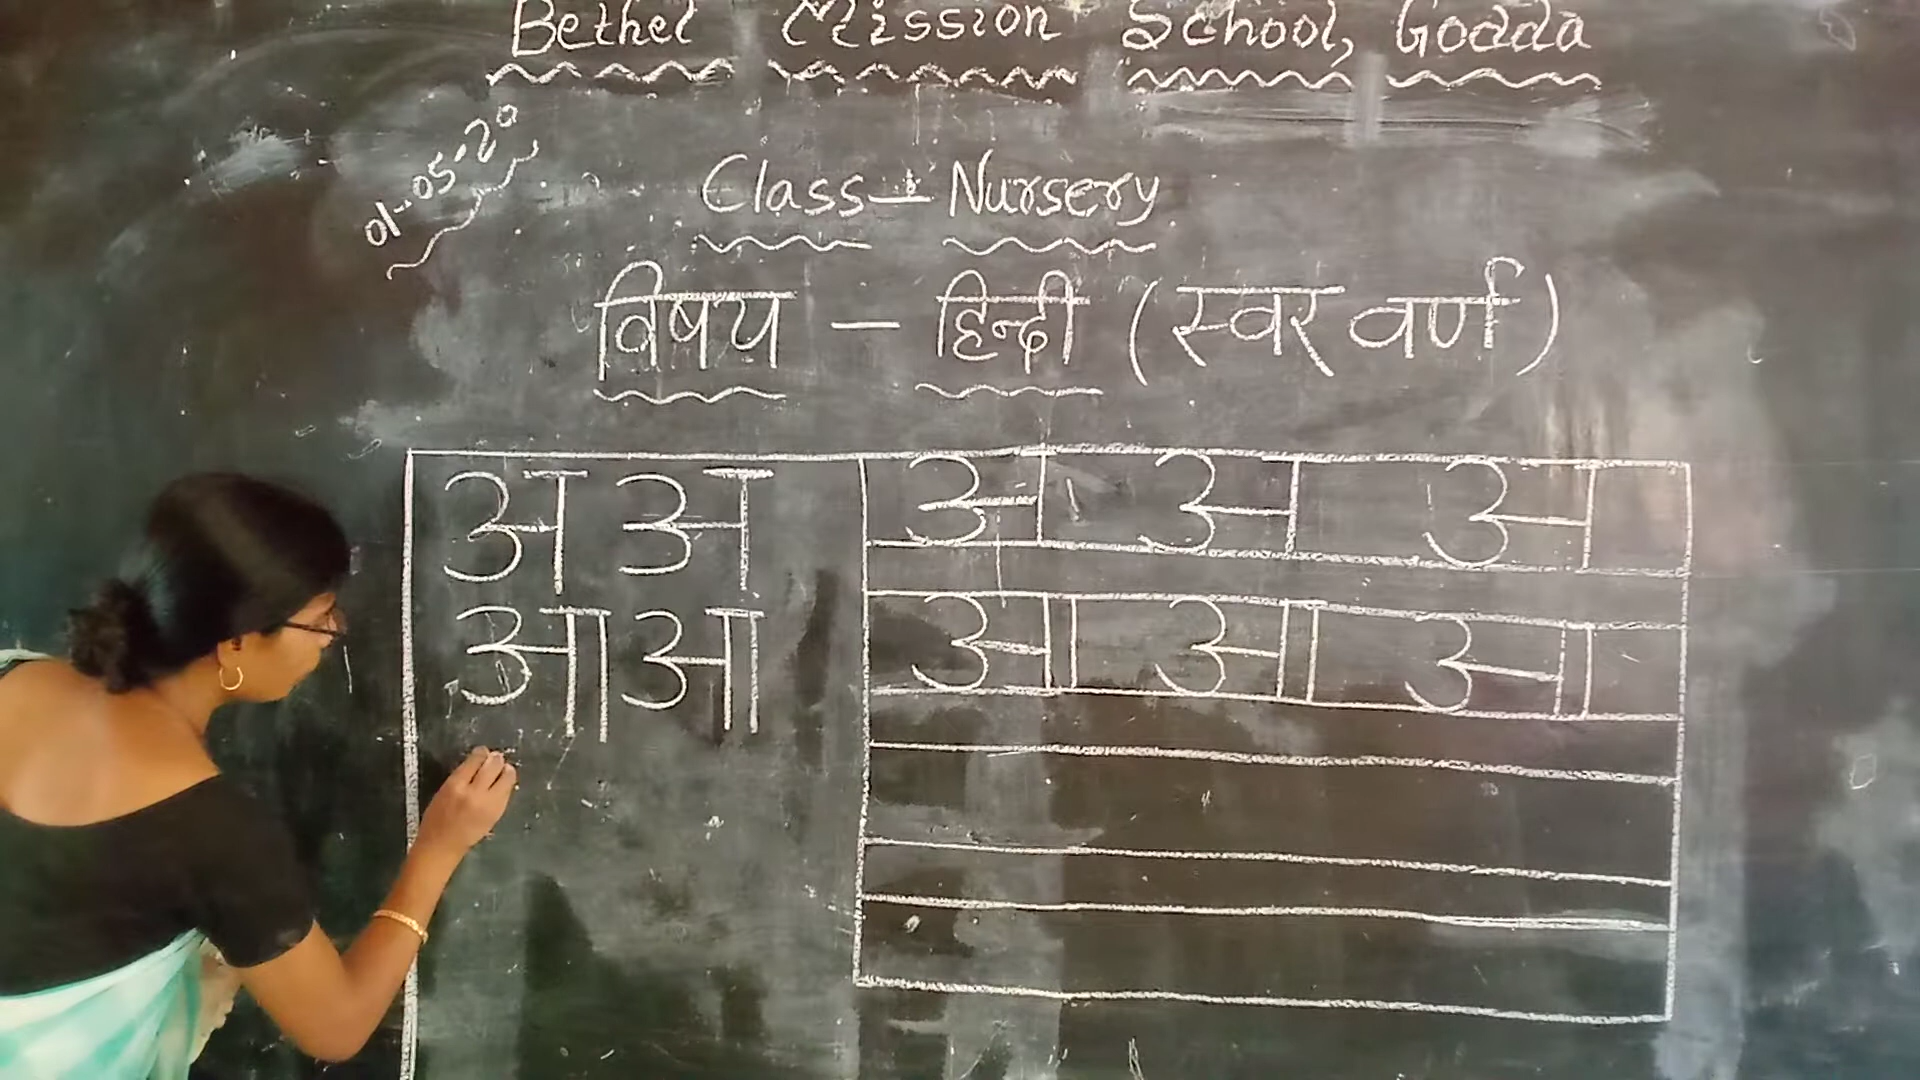 Bethel Mission School, Godda
01-05-20
Class - Nursery
विषय - हिन्दी (स्वर वर्ण)
अ अ
आ आ
अ अ अ
आ आ आ